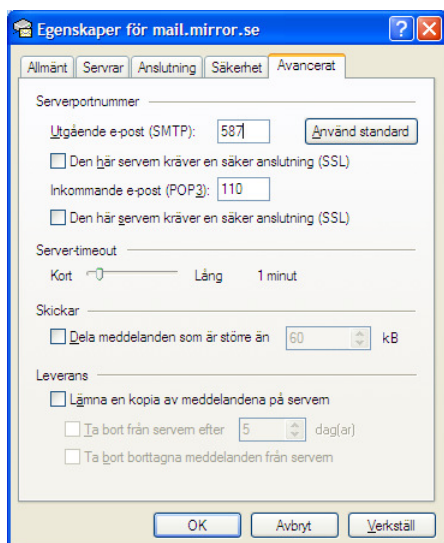 Egenskaper för mail.mirror.se
Allmänt Servrar Anslutning Säkerhet Avancerat
Serverportnummer
Utgående e-post (SMTP): 587 Använd standard
Den här servern kräver en säker anslutning (SSL)
Inkommande e-post (POP3): 110
Den här servern kräver en säker anslutning (SSL)
Server-timeout
Kort Lång 1 minut
Skickar
Dela meddelanden som är större än 60 kB
Leverans
Lämna en kopia av meddelandena på servern
Ta bort från servern efter 5 dag(ar)
Ta bort borttagna meddelanden från servern
OK Avbryt Verkställ